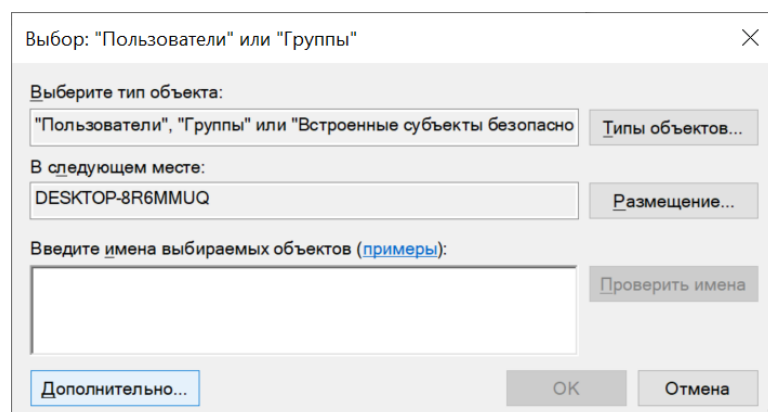 Выбор: "Пользователи" или "Группы"
Выберите тип объекта:
"Пользователи", "Группы" или "Встроенные субъекты безопасно
Типы объектов...
В следующем месте:
DESKTOP-8R6MMUQ
Размещение...
Введите имена выбираемых объектов (примеры):
Проверить имена
Дополнительно...
ОК
Отмена